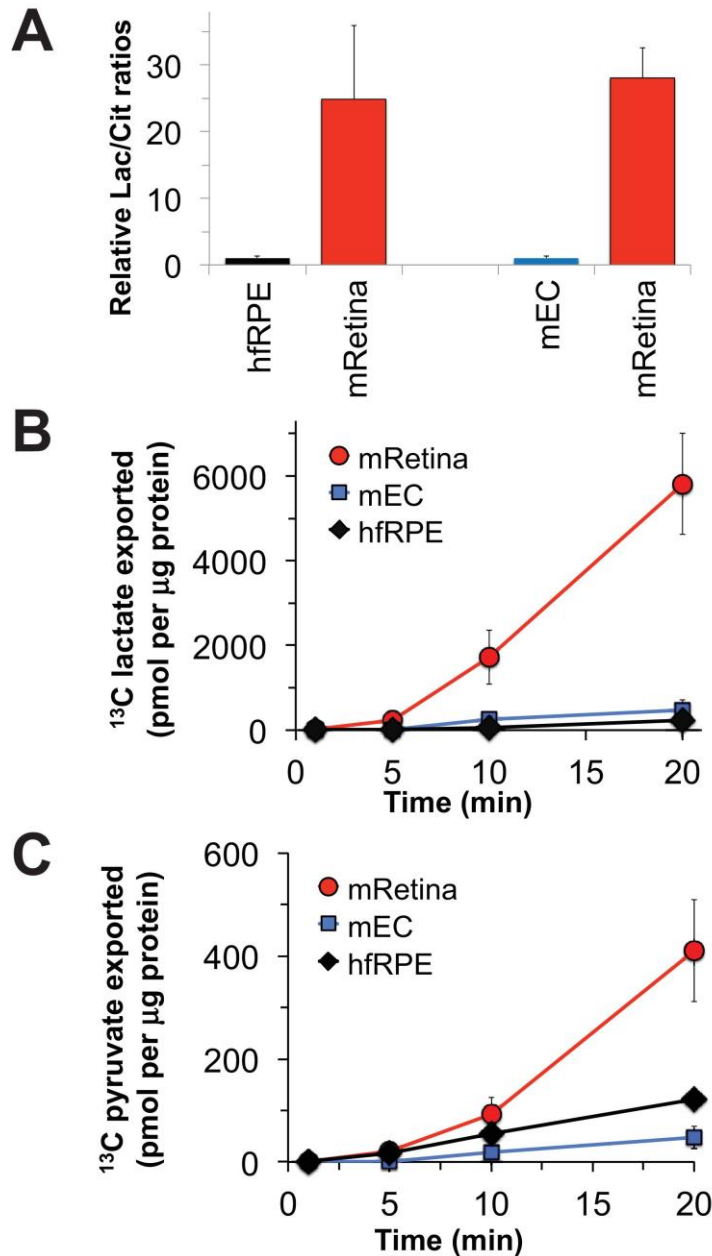 A
Relative Lac/Cit ratios
30
20
10
0
hfRPE
mRetina
mEC
mRetina
B
¹³C lactate exported
(pmol per μg protein)
6000
4000
2000
0
mRetina
mEC
hfRPE
0 5 10 15 20
Time (min)
C
¹³C pyruvate exported
(pmol per μg protein)
600
400
200
0
mRetina
mEC
hfRPE
0 5 10 15 20
Time (min)